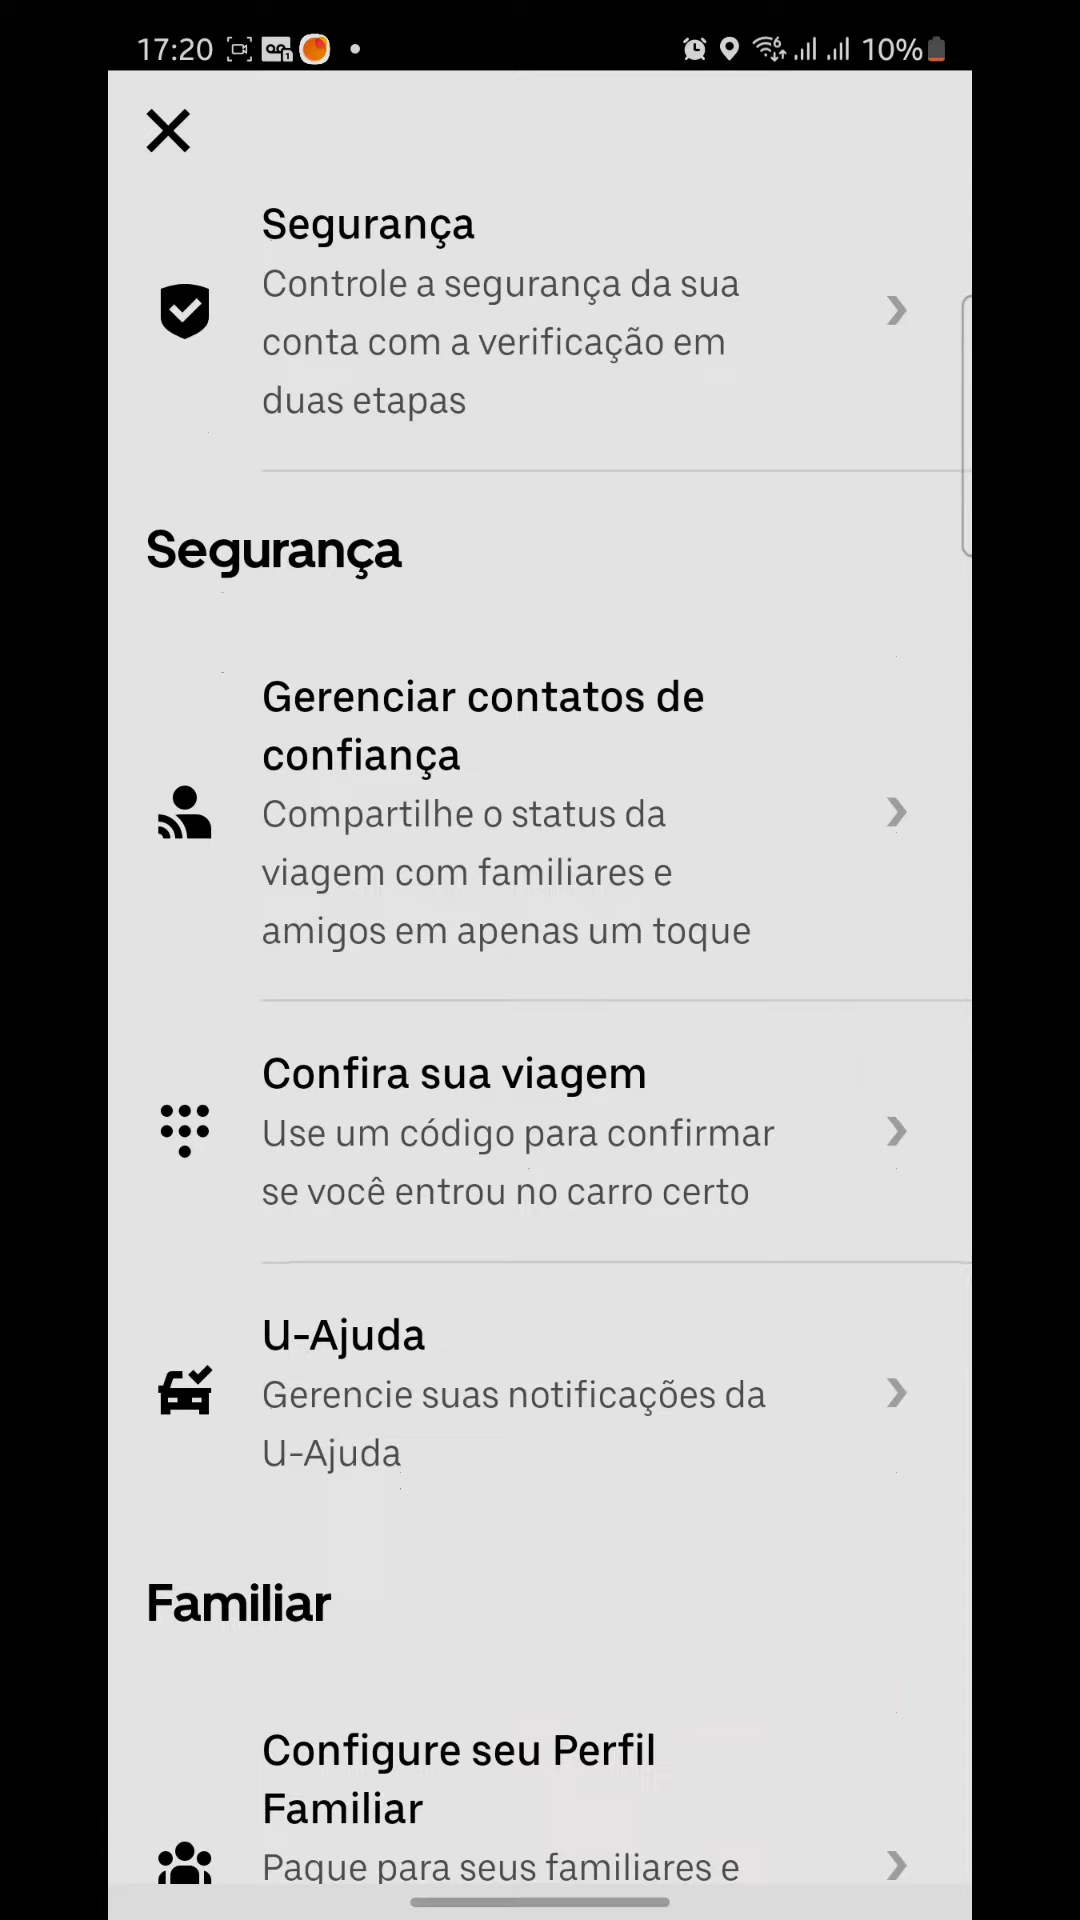 17:20
10%
Segurança
Controle a segurança da sua
conta com a verificação em
duas etapas
Segurança
Gerenciar contatos de
confiança
Compartilhe o status da
viagem com familiares e
amigos em apenas um toque
Confira sua viagem
Use um código para confirmar
se você entrou no carro certo
U-Ajuda
Gerencie suas notificações da
U-Ajuda
Familiar
Configure seu Perfil
Familiar
Pague para seus familiares e